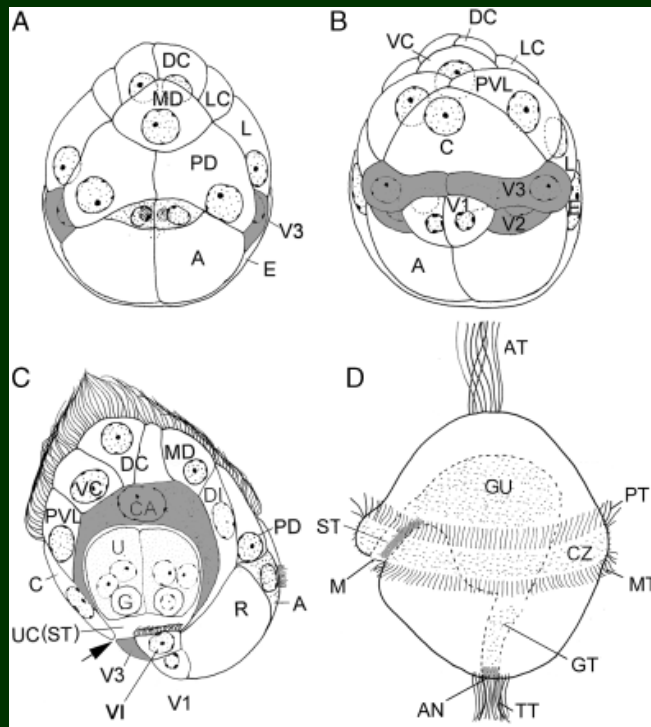 A
DC
MD
LC
L
PD
V3
A
E
B
DC
VC
LC
PVL
C
L
V3
E
V1
V2
A
C
DC
MD
VC
CA
DI
PVL
PD
U
C
G
R
A
UC(ST)
V3
VI
V1
D
AT
GU
PT
ST
CZ
M
MT
GT
AN
TT